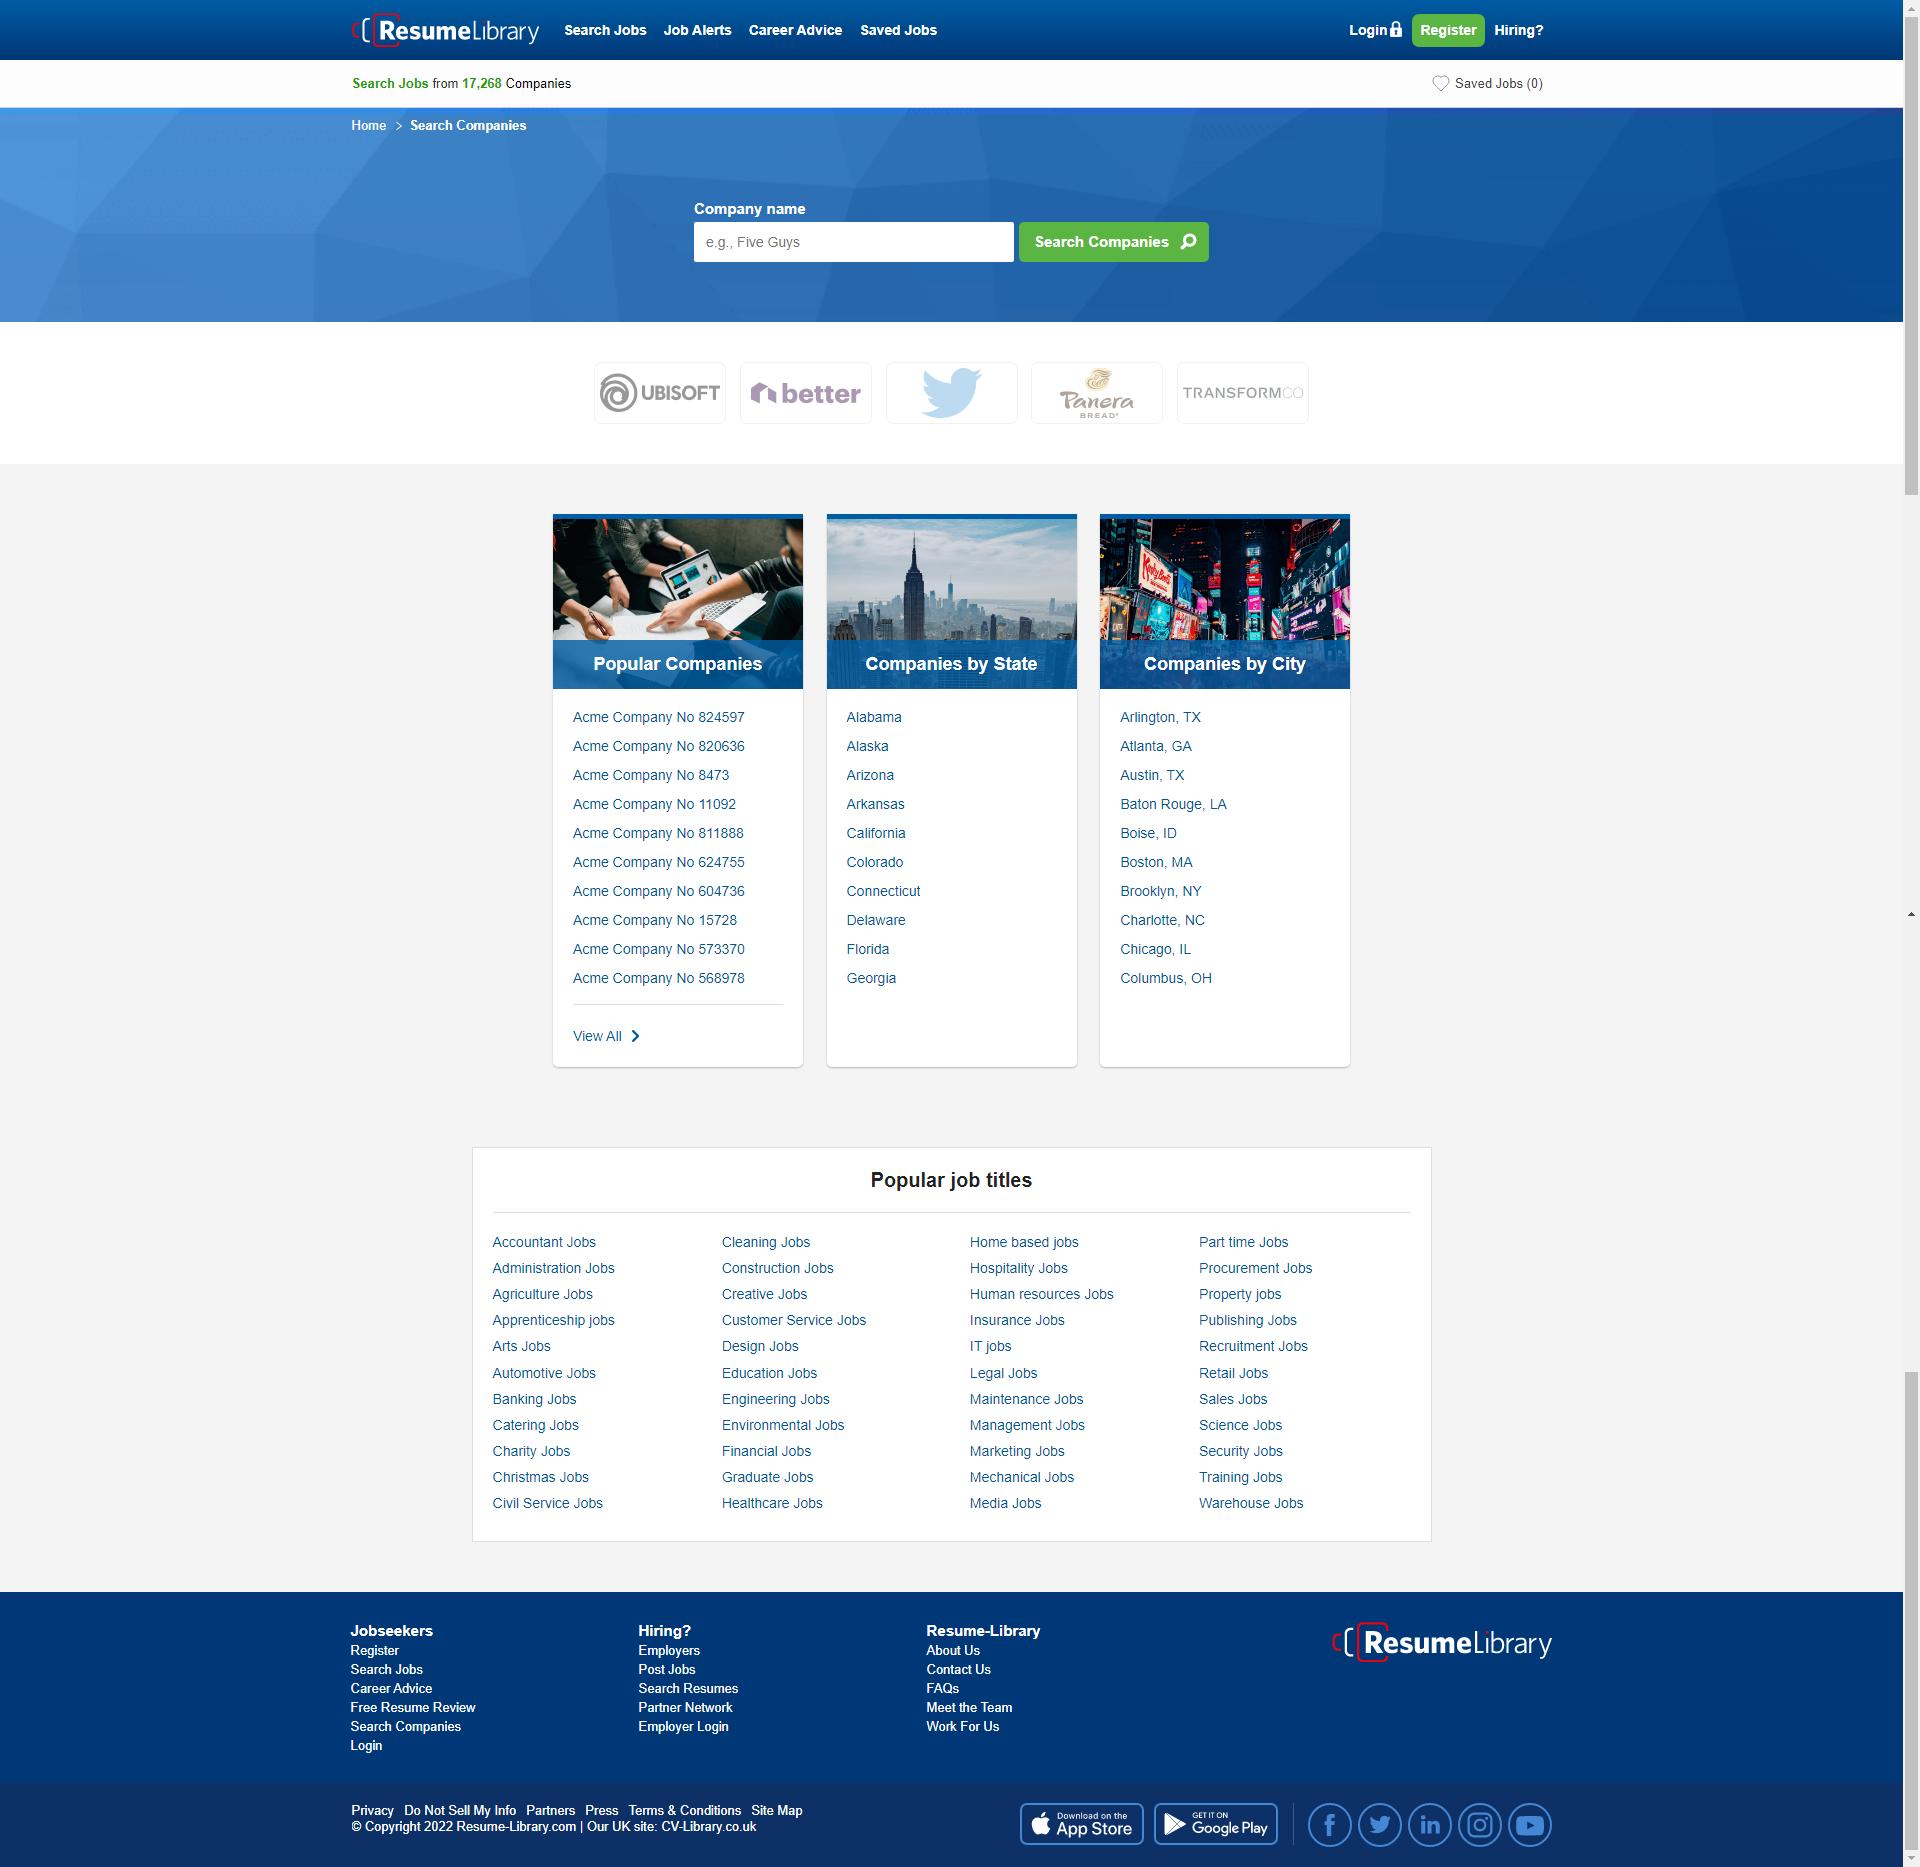 ResumeLibrary Search Jobs Job Alerts Career Advice Saved Jobs Login Register Hiring?
Search Jobs from 17,268 Companies Saved Jobs (0)
Home > Search Companies
Company name
e.g., Five Guys Search Companies
UBISOFT better Panera BREAD® TRANSFORMCO
Popular Companies
Acme Company No 824597
Acme Company No 820636
Acme Company No 8473
Acme Company No 11092
Acme Company No 811888
Acme Company No 624755
Acme Company No 604736
Acme Company No 15728
Acme Company No 573370
Acme Company No 568978
View All
Companies by State
Alabama
Alaska
Arizona
Arkansas
California
Colorado
Connecticut
Delaware
Florida
Georgia
Companies by City
Arlington, TX
Atlanta, GA
Austin, TX
Baton Rouge, LA
Boise, ID
Boston, MA
Brooklyn, NY
Charlotte, NC
Chicago, IL
Columbus, OH
Popular job titles
Accountant Jobs
Administration Jobs
Agriculture Jobs
Apprenticeship jobs
Arts Jobs
Automotive Jobs
Banking Jobs
Catering Jobs
Charity Jobs
Christmas Jobs
Civil Service Jobs
Cleaning Jobs
Construction Jobs
Creative Jobs
Customer Service Jobs
Design Jobs
Education Jobs
Engineering Jobs
Environmental Jobs
Financial Jobs
Graduate Jobs
Healthcare Jobs
Home based jobs
Hospitality Jobs
Human resources Jobs
Insurance Jobs
IT jobs
Legal Jobs
Maintenance Jobs
Management Jobs
Marketing Jobs
Mechanical Jobs
Media Jobs
Part time Jobs
Procurement Jobs
Property jobs
Publishing Jobs
Recruitment Jobs
Retail Jobs
Sales Jobs
Science Jobs
Security Jobs
Training Jobs
Warehouse Jobs
Jobseekers
Register
Search Jobs
Career Advice
Free Resume Review
Search Companies
Login
Hiring?
Employers
Post Jobs
Search Resumes
Partner Network
Employer Login
Resume-Library
About Us
Contact Us
FAQs
Meet the Team
Work For Us
ResumeLibrary
Privacy Do Not Sell My Info Partners Press Terms & Conditions Site Map
© Copyright 2022 Resume-Library.com | Our UK site: CV-Library.co.uk
Download on the
App Store
GET IT ON
Google Play